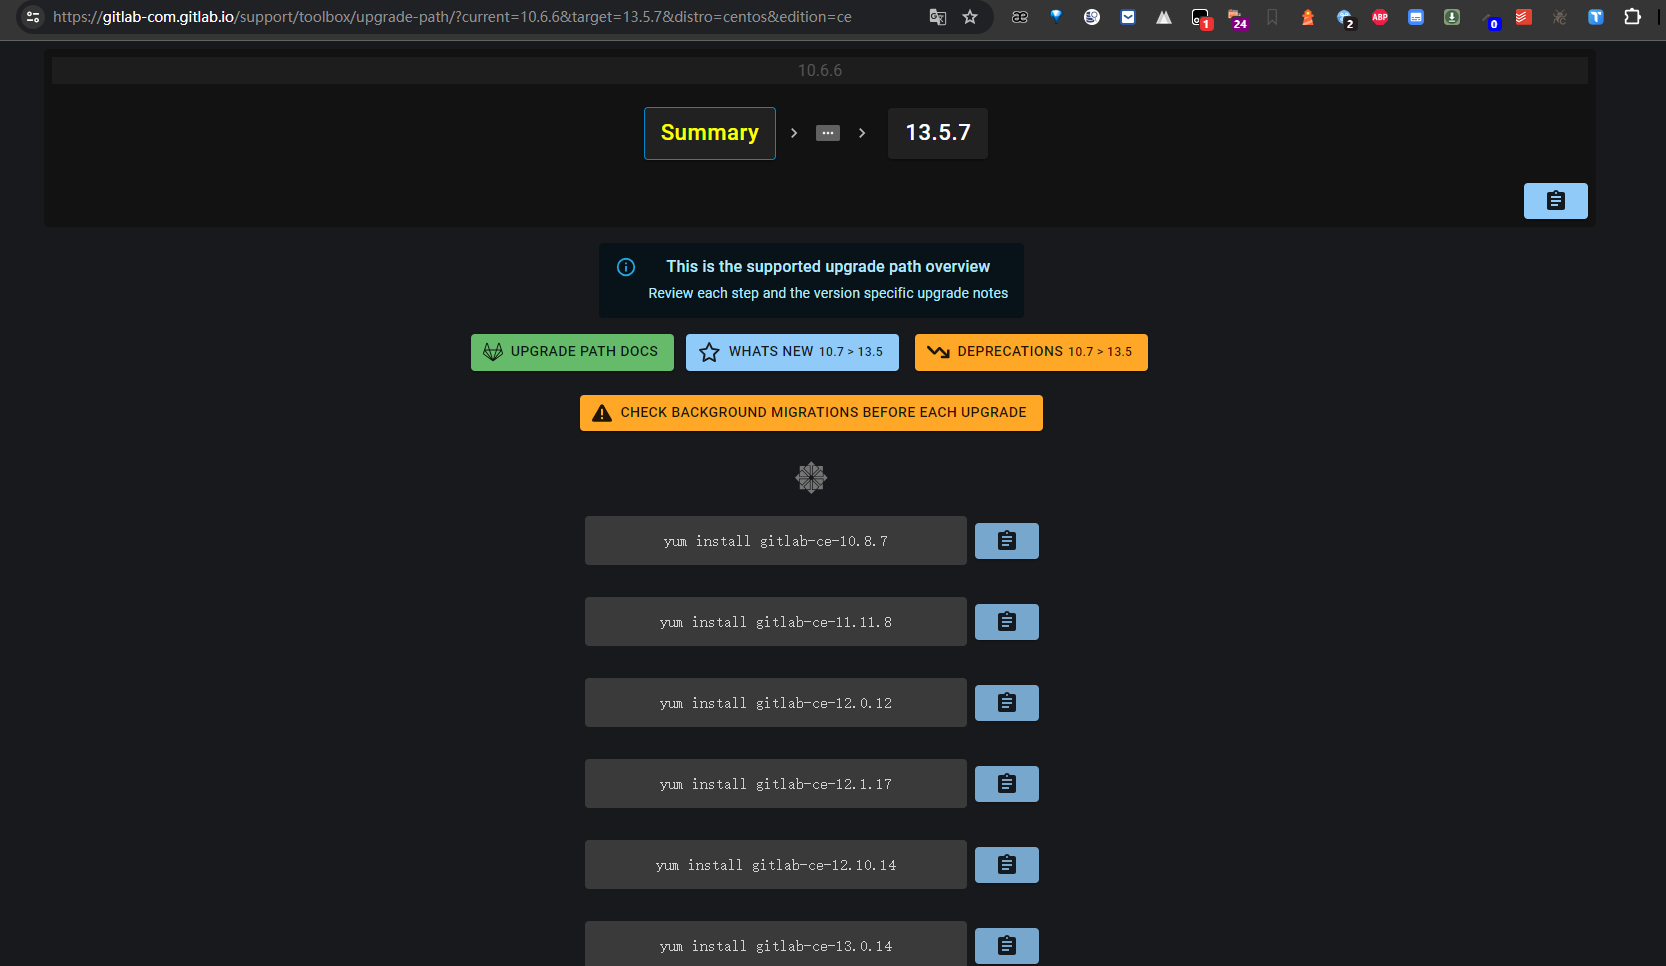 https://gitlab-com.gitlab.io/support/toolbox/upgrade-path/?current=10.6.6&target=13.5.7&distro=centos&edition=ce
æ 1 24 2 ABP 0 T
10.6.6
Summary > ... > 13.5.7
This is the supported upgrade path overview
Review each step and the version specific upgrade notes
UPGRADE PATH DOCS WHATS NEW 10.7 > 13.5 DEPRECATIONS 10.7 > 13.5
CHECK BACKGROUND MIGRATIONS BEFORE EACH UPGRADE
yum install gitlab-ce-10.8.7
yum install gitlab-ce-11.11.8
yum install gitlab-ce-12.0.12
yum install gitlab-ce-12.1.17
yum install gitlab-ce-12.10.14
yum install gitlab-ce-13.0.14